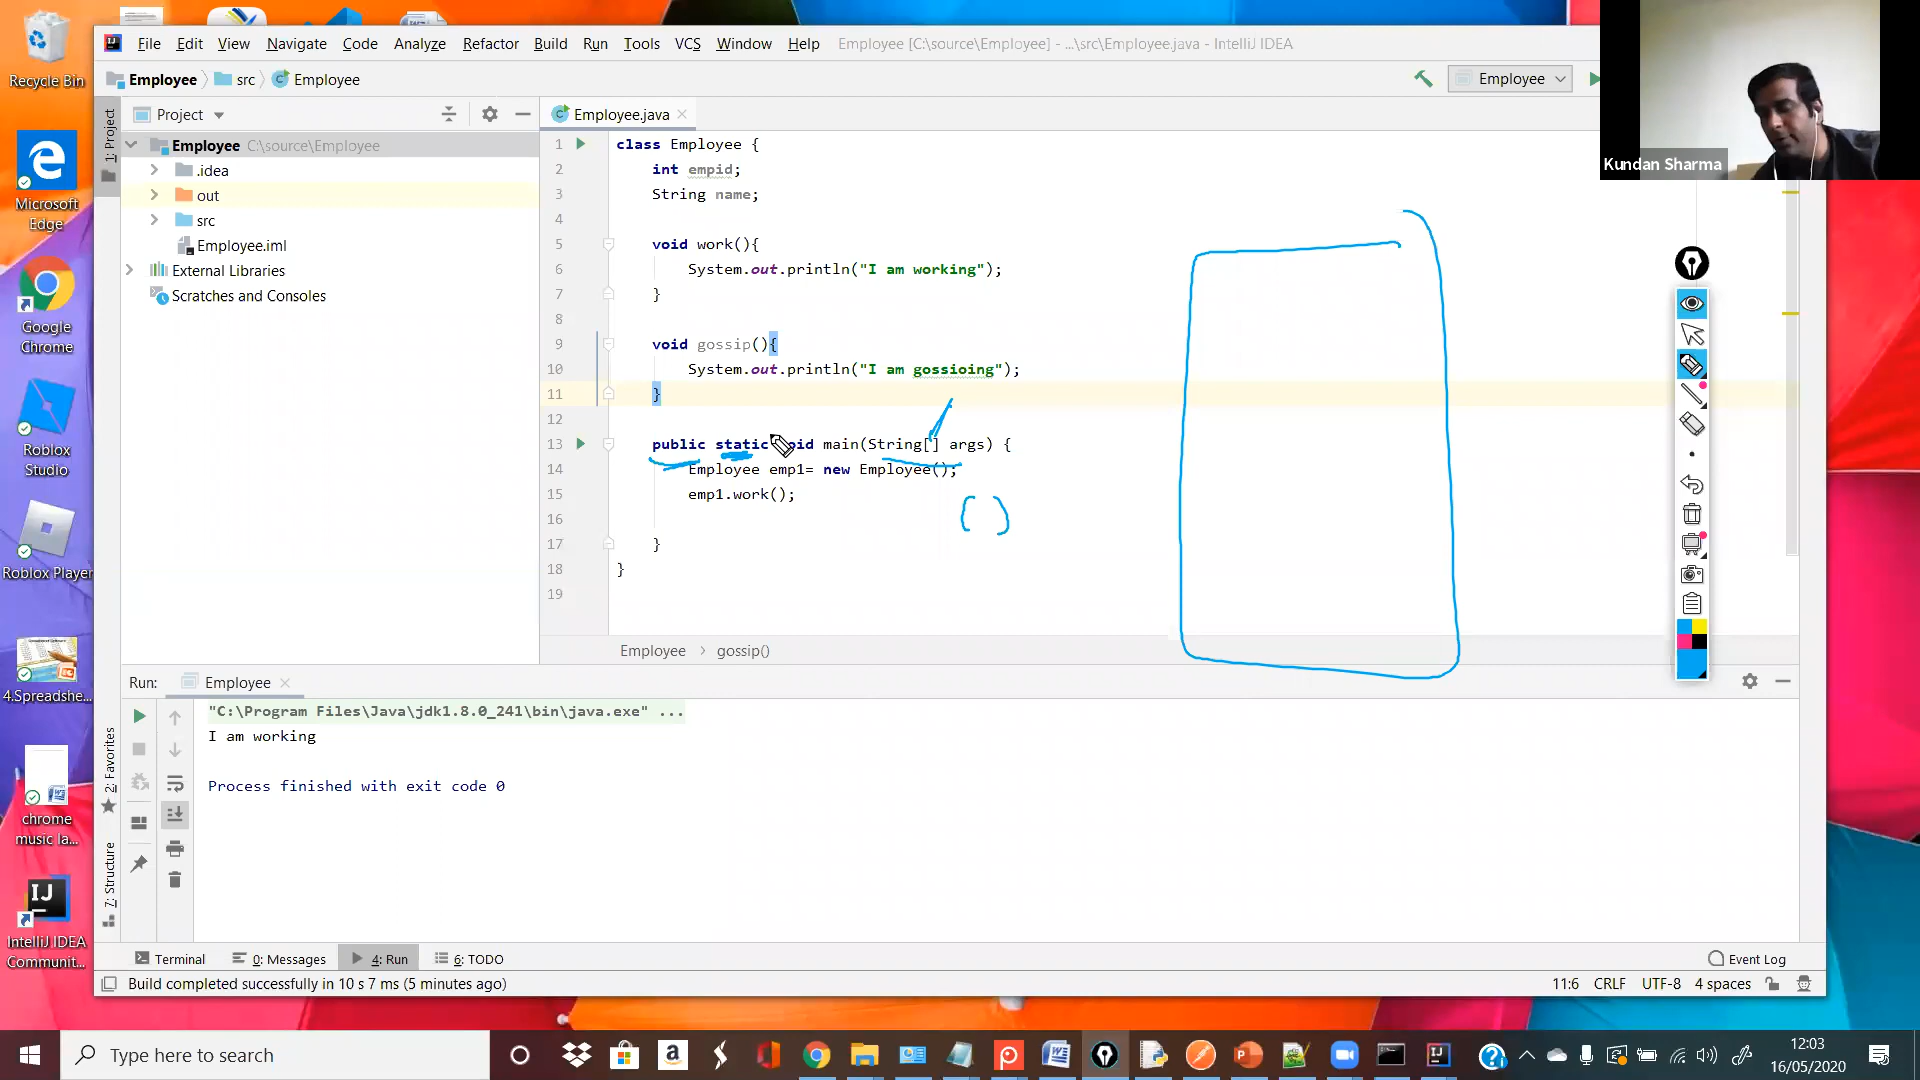 Recycle Bin
Microsoft
Edge
Google
Chrome
Roblox
Studio
Roblox Player
4.Spreadshe...
chrome
music la...
IntelliJ IDEA
Communit...
File Edit View Navigate Code Analyze Refactor Build Run Tools VCS Window Help Employee [C:\source\Employee] - ...\src\Employee.java - IntelliJ IDEA
Employee src Employee
Employee
Kundan Sharma
1: Project
Project
Employee C:\source\Employee
.idea
out
src
Employee.iml
External Libraries
Scratches and Consoles
Employee.java
1 class Employee {
2 int empid;
3 String name;
4
5 void work(){
6 System.out.println("I am working");
7 }
8
9 void gossip(){
10 System.out.println("I am gossioing");
11 }
12
13 public static void main(String[] args) {
14 Employee emp1= new Employee();
15 emp1.work();
16
17 }
18 }
19
Employee > gossip()
Run: Employee
"C:\Program Files\Java\jdk1.8.0_241\bin\java.exe" ...
I am working
Process finished with exit code 0
2: Favorites
7: Structure
Terminal 0: Messages 4: Run 6: TODO Event Log
Build completed successfully in 10 s 7 ms (5 minutes ago) 11:6 CRLF UTF-8 4 spaces
Type here to search
12:03
16/05/2020